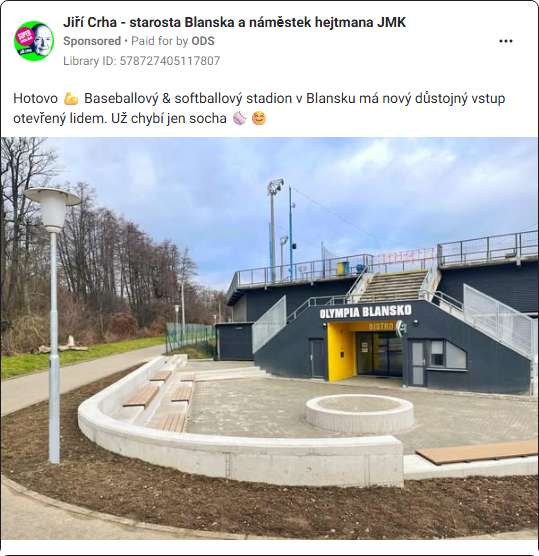 Jiří Crha - starosta Blanska a náměstek hejtmana JMK
Sponsored • Paid for by ODS
Library ID: 578727405117807
Hotovo 💪 Baseballový & softballový stadion v Blansku má nový důstojný vstup
otevřený lidem. Už chybí jen socha ⚾ 😊
OLYMPIA BLANSKO
BISTRO